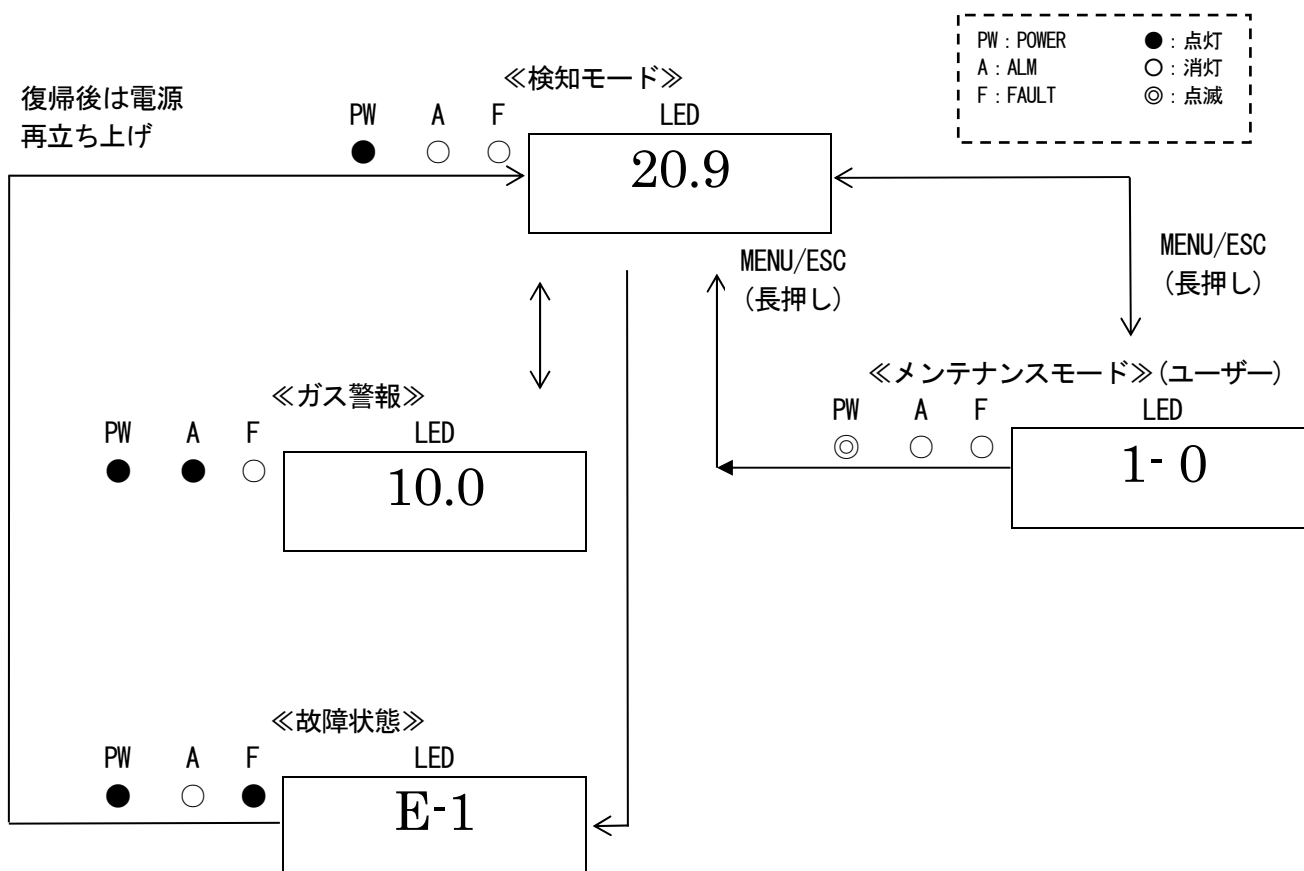 PW：POWER ●：点灯
A：ALM ○：消灯
F：FAULT ◎：点滅
≪検知モード≫
復帰後は電源
再立ち上げ
PW A F LED
● ○ ○
20.9
MENU/ESC
(長押し)
MENU/ESC
(長押し)
≪メンテナンスモード≫(ユーザー)
PW A F LED
◎ ○ ○
1- 0
≪ガス警報≫
PW A F LED
● ● ○
10.0
≪故障状態≫
PW A F LED
● ○ ●
E-1